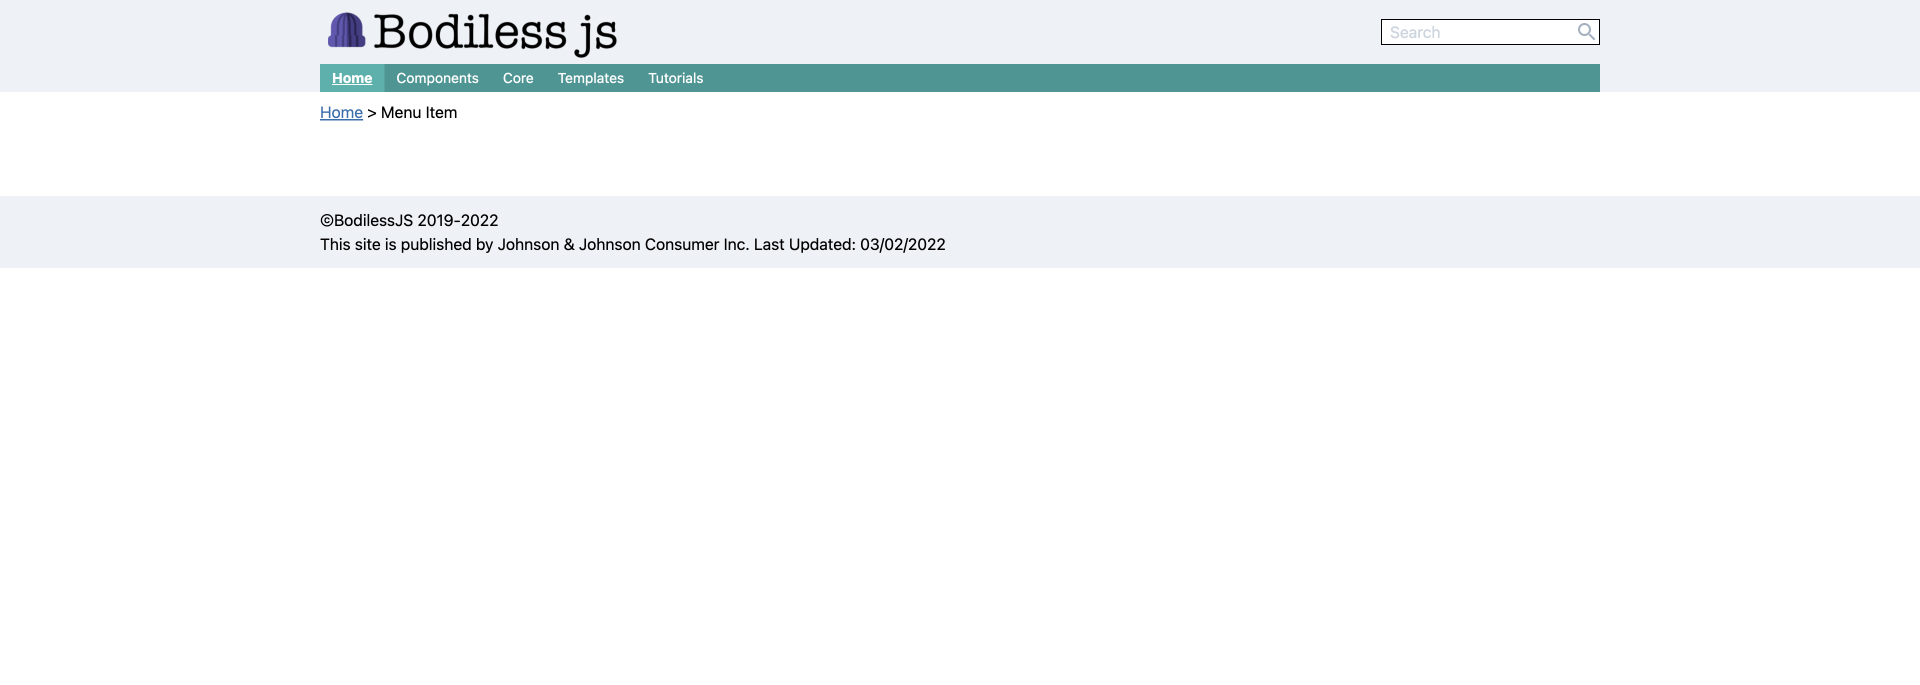 Bodiless js
Search
Home Components Core Templates Tutorials
Home > Menu Item
©BodilessJS 2019-2022
This site is published by Johnson & Johnson Consumer Inc. Last Updated: 03/02/2022